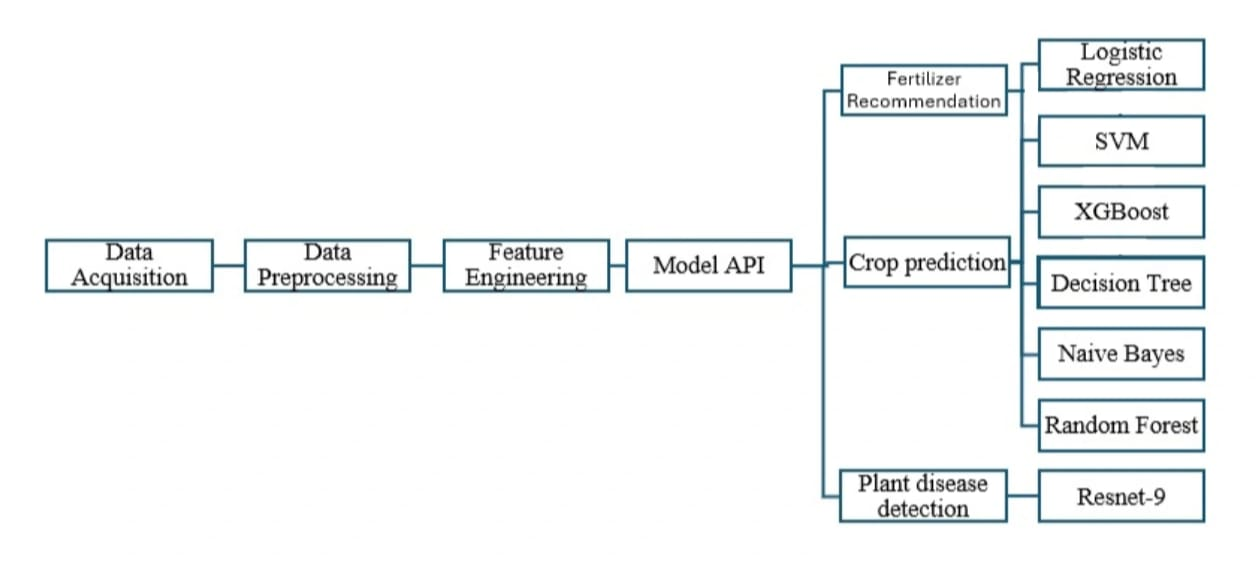 Data
Acquisition
Data
Preprocessing
Feature
Engineering
Model API
Fertilizer
Recommendation
Crop prediction
Plant disease
detection
Logistic
Regression
SVM
XGBoost
Decision Tree
Naive Bayes
Random Forest
Resnet-9